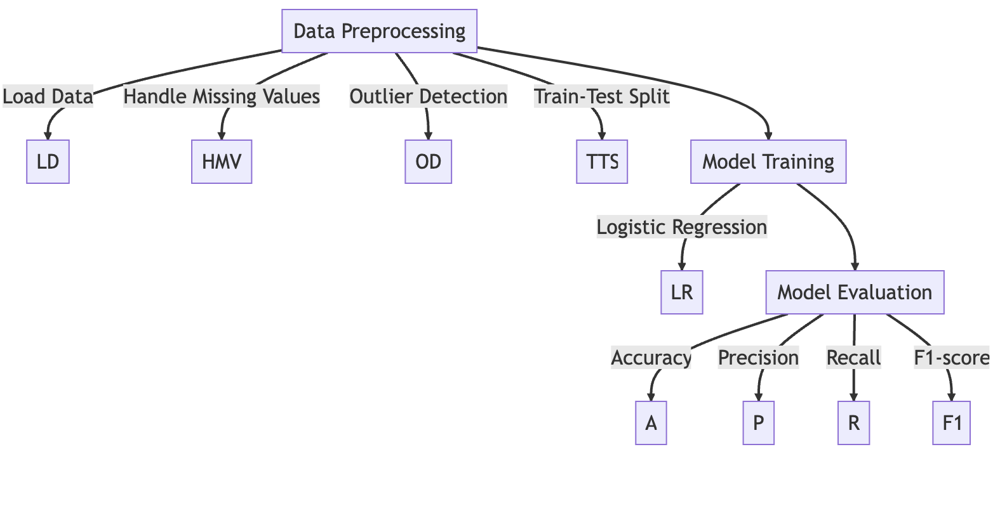 Data Preprocessing
Load Data
Handle Missing Values
Outlier Detection
Train-Test Split
LD
HMV
OD
TTS
Model Training
Logistic Regression
LR
Model Evaluation
Accuracy
Precision
Recall
F1-score
A
P
R
F1